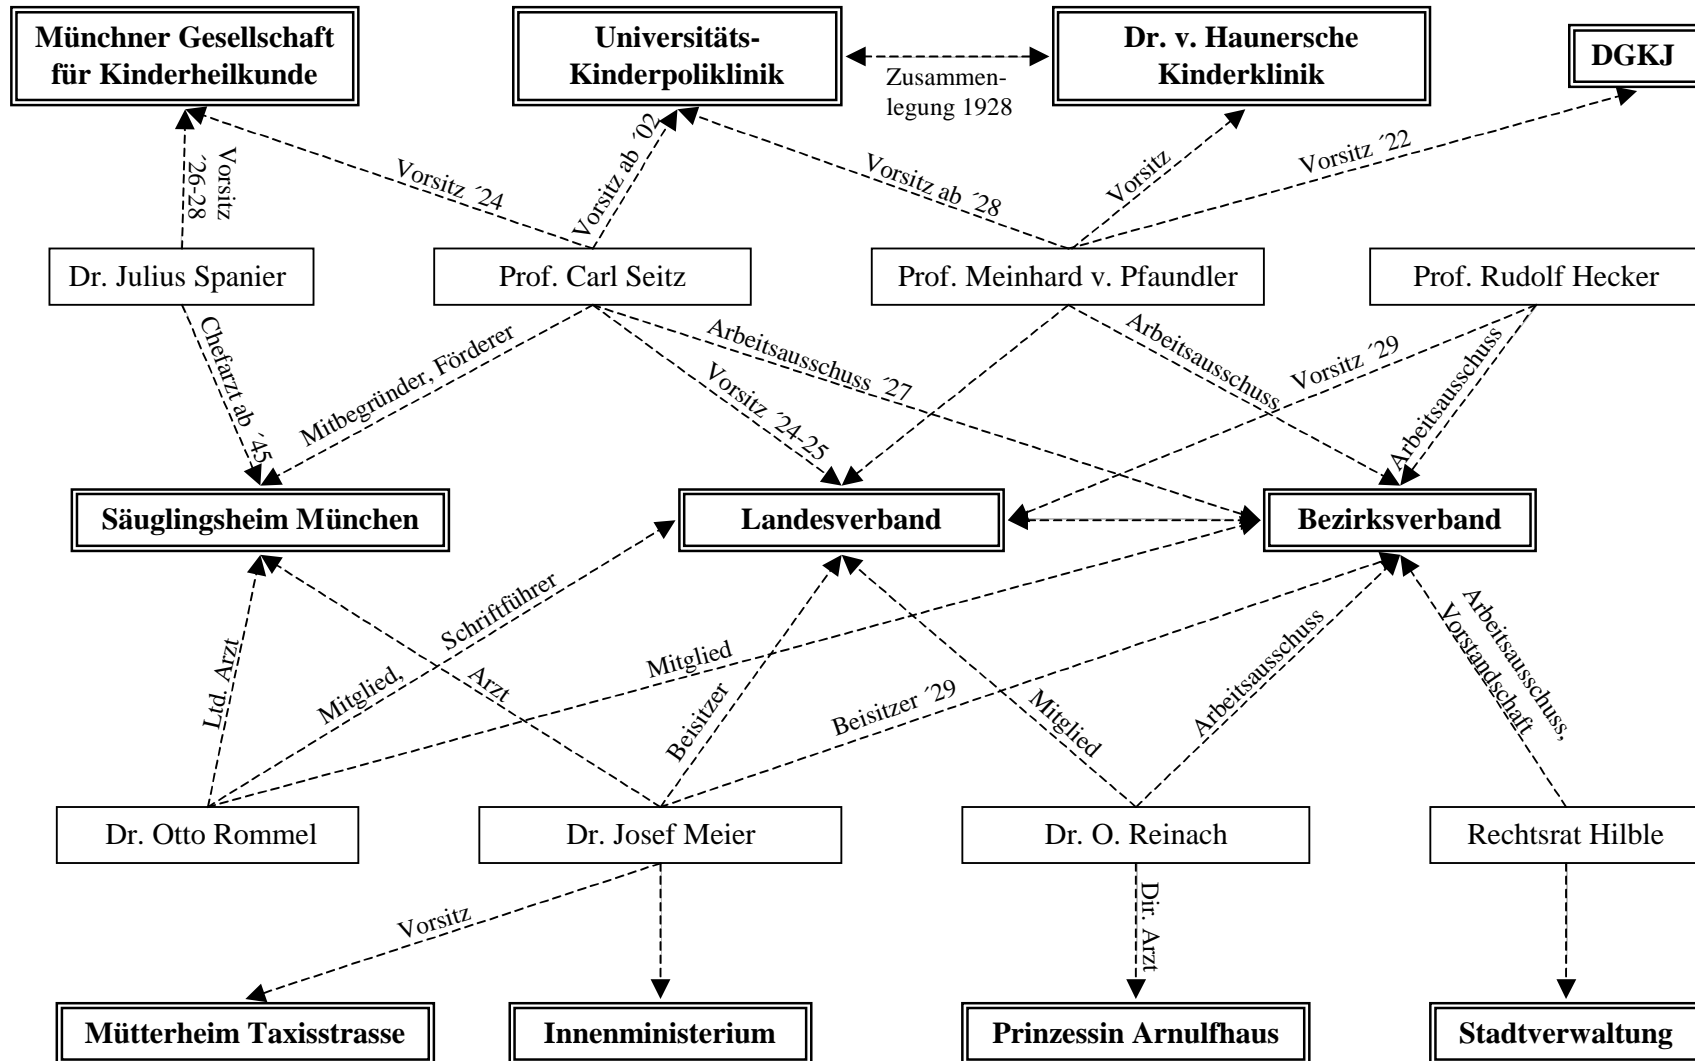 Münchner Gesellschaft
für Kinderheilkunde
Universitäts-
Kinderpoliklinik
Dr. v. Haunersche
Kinderklinik
DGKJ
Zusammen-
legung 1928
Vorsitz
´26-28
Vorsitz ´24
Vorsitz ab ´02
Vorsitz ab ´28
Vorsitz
Vorsitz ´22
Dr. Julius Spanier
Prof. Carl Seitz
Prof. Meinhard v. Pfaundler
Prof. Rudolf Hecker
Chefarzt ab ´45
Mitbegründer, Förderer
Vorsitz ´24-25
Arbeitsausschuss ´27
Arbeitsausschuss
Vorsitz ´29
Arbeitsausschuss
Säuglingsheim München
Landesverband
Bezirksverband
Ltd. Arzt
Mitglied, Schriftführer
Mitglied
Arzt
Beisitzer
Beisitzer ´29
Mitglied
Arbeitsausschuss
Arbeitsausschuss,
Vorstandschaft
Dr. Otto Rommel
Dr. Josef Meier
Dr. O. Reinach
Rechtsrat Hilble
Vorsitz
Dir. Arzt
Mütterheim Taxisstrasse
Innenministerium
Prinzessin Arnulfhaus
Stadtverwaltung